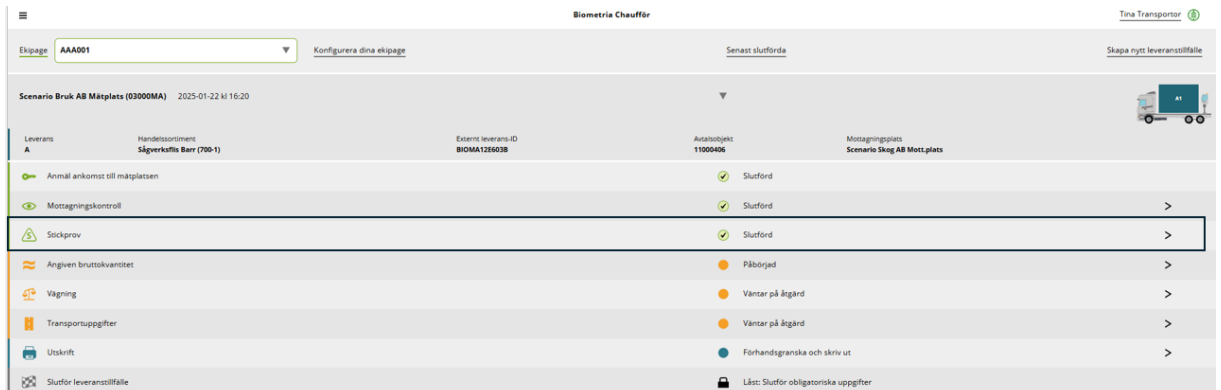 Biometria Chaufför
Tina Transportor
Ekipage AAA001 Konfigurera dina ekipage Senast slutförda Skapa nytt leveranstillfälle
Scenario Bruk AB Mätplats (03000MA) 2025-01-22 kl 16:20
A1
Leverans Handelssortiment Externt leverans-ID Avtalsobjekt Mottagningsplats
A Sågverksflis Barr (700-1) BIOMA12E603B 11000406 Scenario Skog AB Mott.plats
Anmäl ankomst till mätplatsen Slutförd
Mottagningskontroll Slutförd
S Stickprov Slutförd
Angiven bruttokvantitet Påbörjad
Vägning Väntar på åtgärd
Transportuppgifter Väntar på åtgärd
Utskrift Förhandsgranska och skriv ut
Slutför leveranstillfälle Låst: Slutför obligatoriska uppgifter